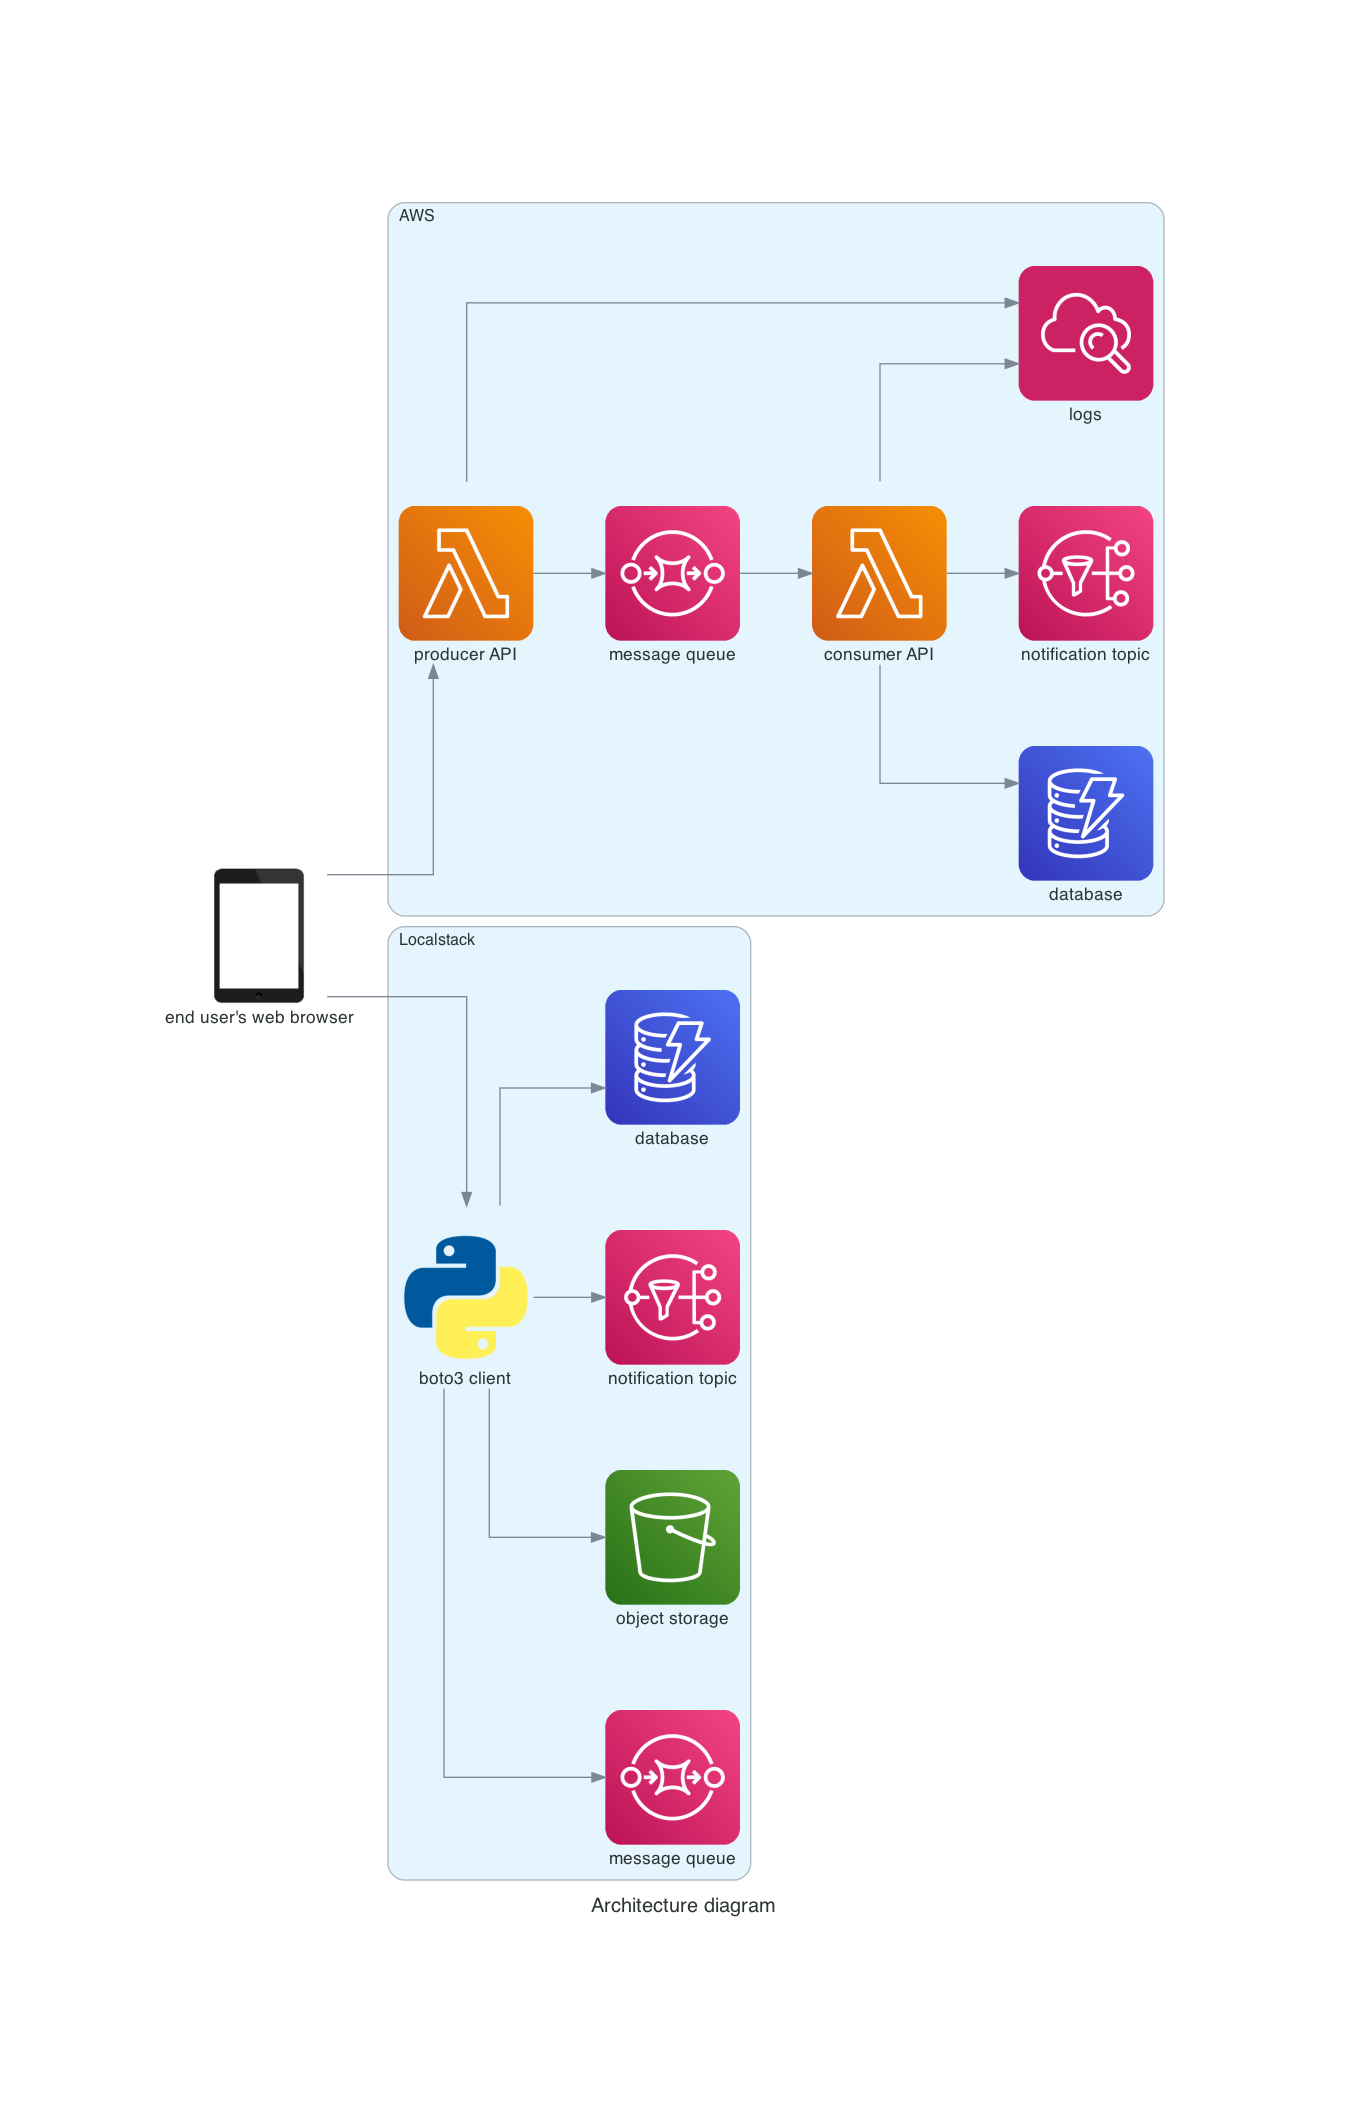 AWS
logs
producer API
message queue
consumer API
notification topic
database
end user's web browser
Localstack
database
boto3 client
notification topic
object storage
message queue
Architecture diagram